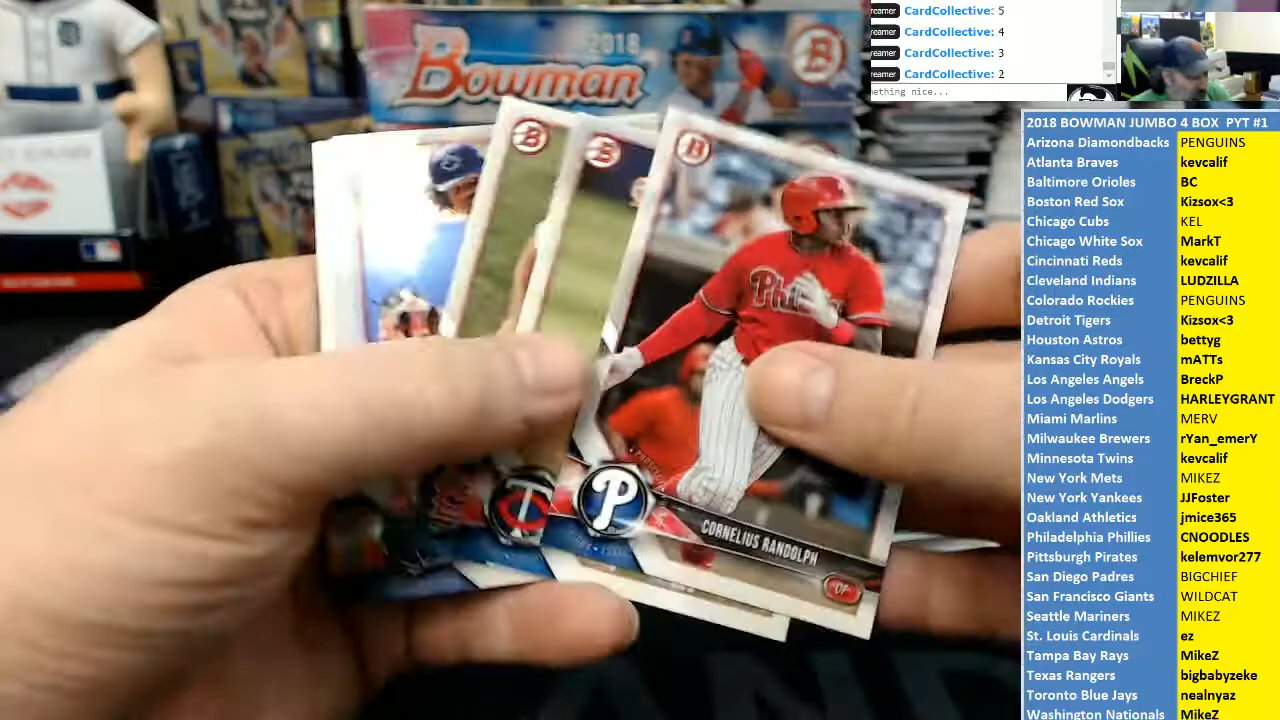 reamer CardCollective: 5
reamer CardCollective: 4
reamer CardCollective: 3
reamer CardCollective: 2
ething nice...
2018
Bowman
B
B
B
B
Phi
P
CORNELIUS RANDOLPH
OF
2018 BOWMAN JUMBO 4 BOX PYT #1
Arizona Diamondbacks PENGUINS
Atlanta Braves kevcalif
Baltimore Orioles BC
Boston Red Sox Kizsox<3
Chicago Cubs KEL
Chicago White Sox MarkT
Cincinnati Reds kevcalif
Cleveland Indians LUDZILLA
Colorado Rockies PENGUINS
Detroit Tigers Kizsox<3
Houston Astros bettyg
Kansas City Royals mATTs
Los Angeles Angels BreckP
Los Angeles Dodgers HARLEYGRANT
Miami Marlins MERV
Milwaukee Brewers rYan_emerY
Minnesota Twins kevcalif
New York Mets MIKEZ
New York Yankees JJFoster
Oakland Athletics jmice365
Philadelphia Phillies CNOODLES
Pittsburgh Pirates kelemvor277
San Diego Padres BIGCHIEF
San Francisco Giants WILDCAT
Seattle Mariners MIKEZ
St. Louis Cardinals ez
Tampa Bay Rays MikeZ
Texas Rangers bigbabyzeke
Toronto Blue Jays nealnyaz
Washington Nationals MikeZ